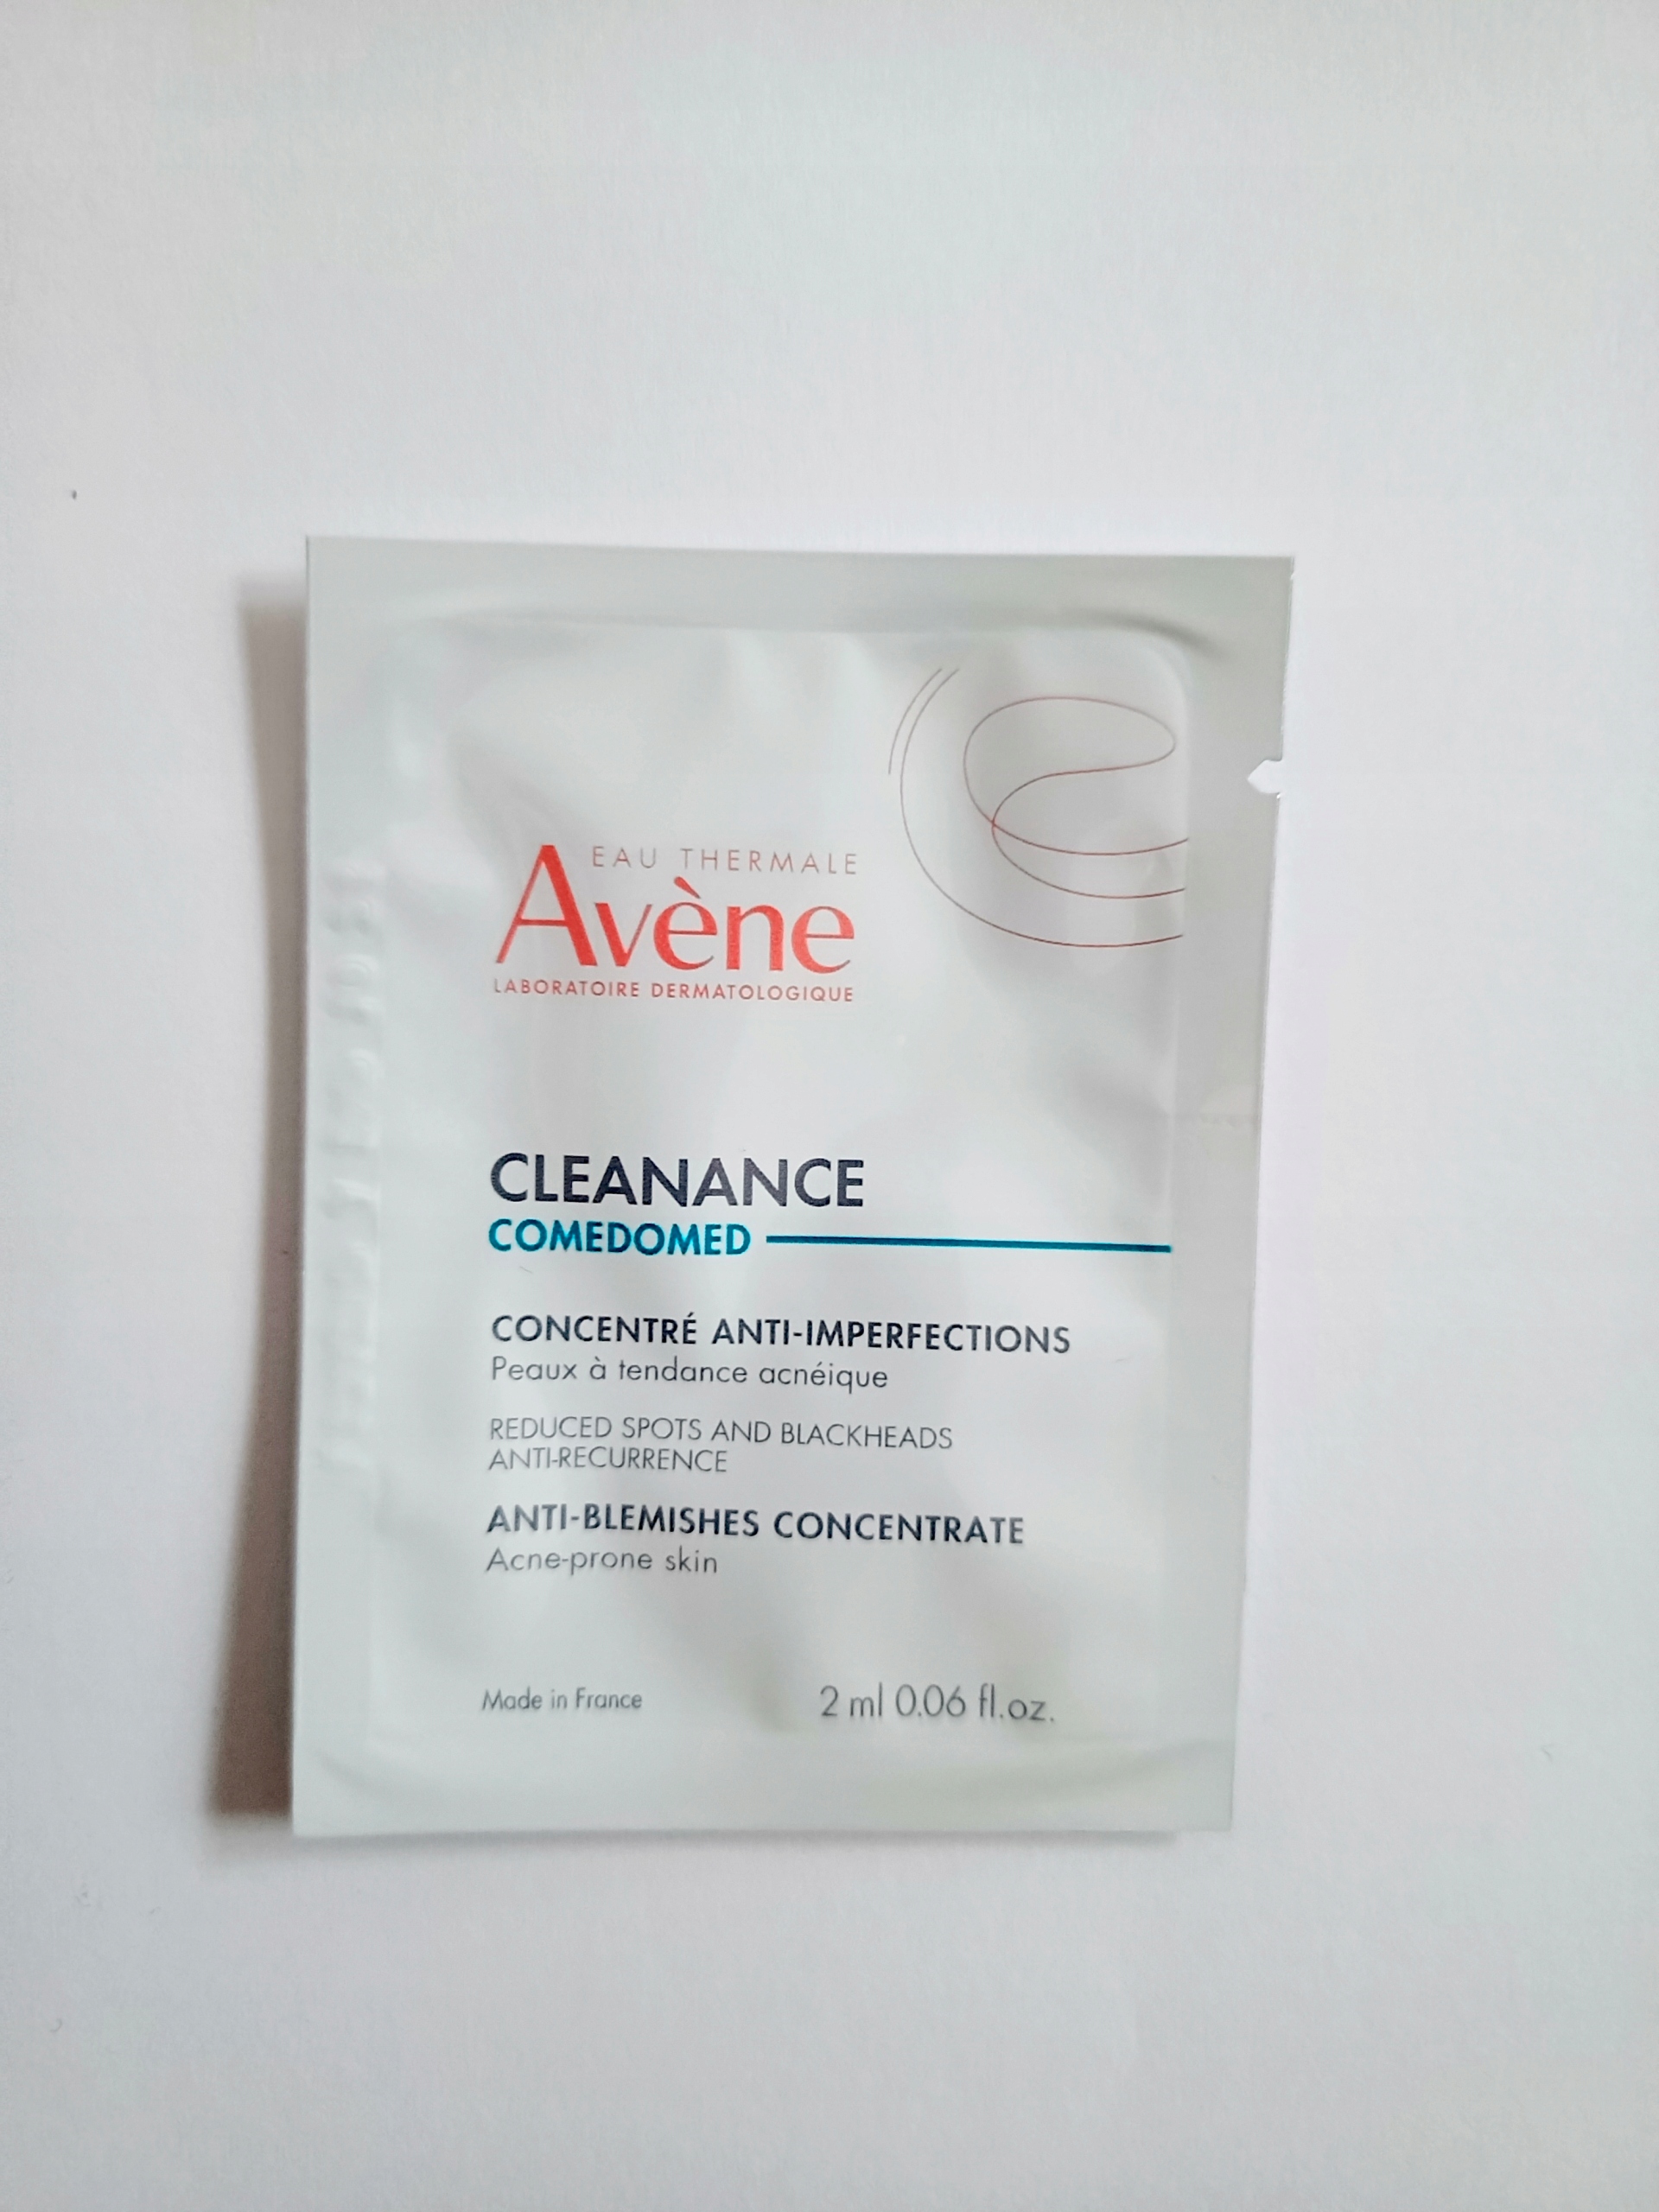 EAU THERMALE
Avène
LABORATOIRE DERMATOLOGIQUE
CLEANANCE
COMEDOMED
CONCENTRÉ ANTI-IMPERFECTIONS
Peaux à tendance acnéique
REDUCED SPOTS AND BLACKHEADS
ANTI-RECURRENCE
ANTI-BLEMISHES CONCENTRATE
Acne-prone skin
Made in France 2 ml 0.06 fl.oz.